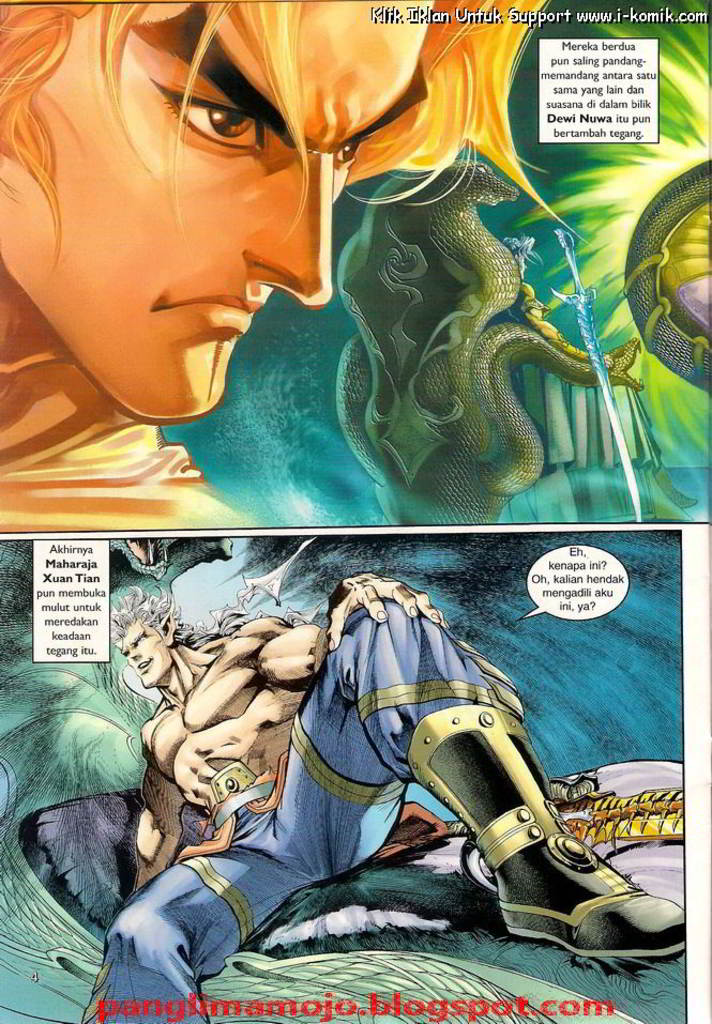 Klik Iklan Untuk Support www.i-komik.com
Mereka berdua
pun saling pandang-
memandang antara satu
sama yang lain dan
suasana di dalam bilik
Dewi Nuwa itu pun
bertambah tegang.
Akhirnya
Maharaja
Xuan Tian
pun membuka
mulut untuk
meredakan
keadaan
tegang itu.
Eh,
kenapa ini?
Oh, kalian hendak
mengadili aku
ini, ya?
4
panglimamojo.blogspot.com